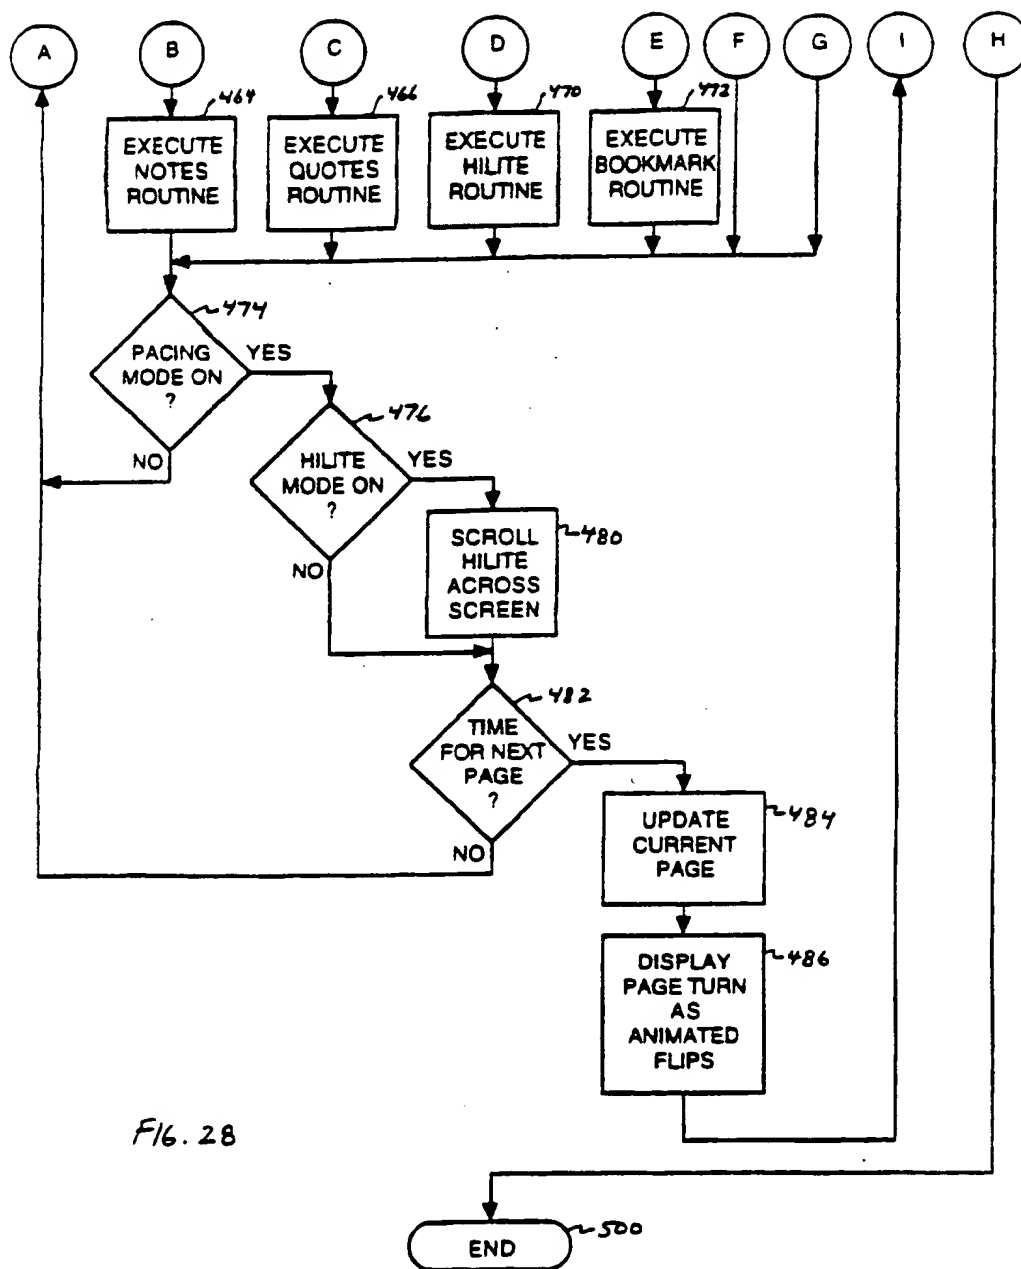 A
B
C
D
E
F
G
I
H
464
466
470
472
EXECUTE
NOTES
ROUTINE
EXECUTE
QUOTES
ROUTINE
EXECUTE
HILITE
ROUTINE
EXECUTE
BOOKMARK
ROUTINE
474
PACING
MODE ON
?
YES
NO
476
HILITE
MODE ON
?
YES
NO
480
SCROLL
HILITE
ACROSS
SCREEN
482
TIME
FOR NEXT
PAGE
?
YES
NO
484
UPDATE
CURRENT
PAGE
486
DISPLAY
PAGE TURN
AS
ANIMATED
FLIPS
FIG. 28
500
END